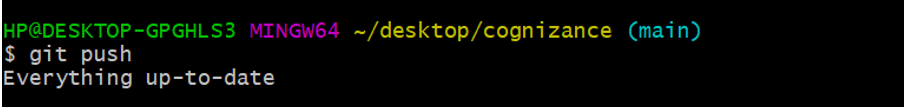 HP@DESKTOP-GPGHLS3 MINGW64 ~/desktop/cognizance (main)
$ git push
Everything up-to-date